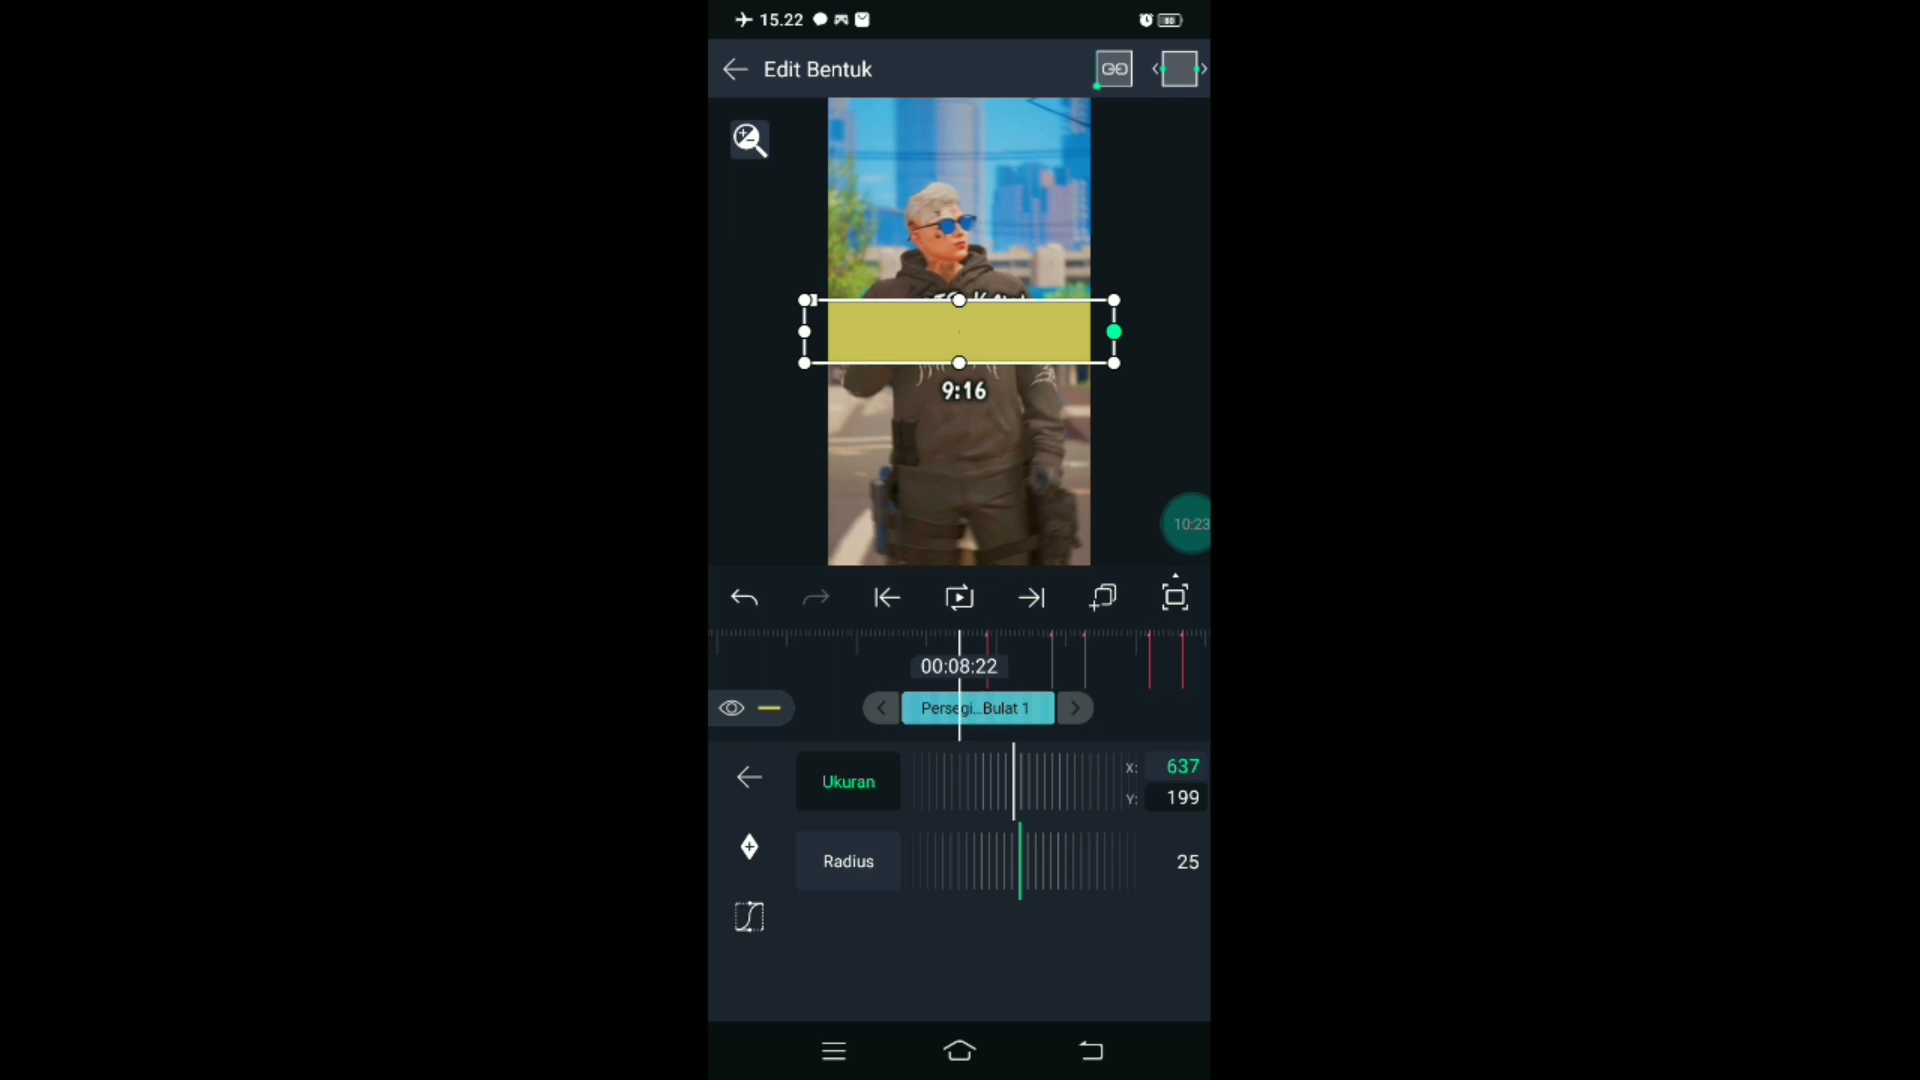 15.22
80
Edit Bentuk
9:16
10:23
00:08:22
Persegi...Bulat 1
Ukuran
X: 637
Y: 199
Radius
25